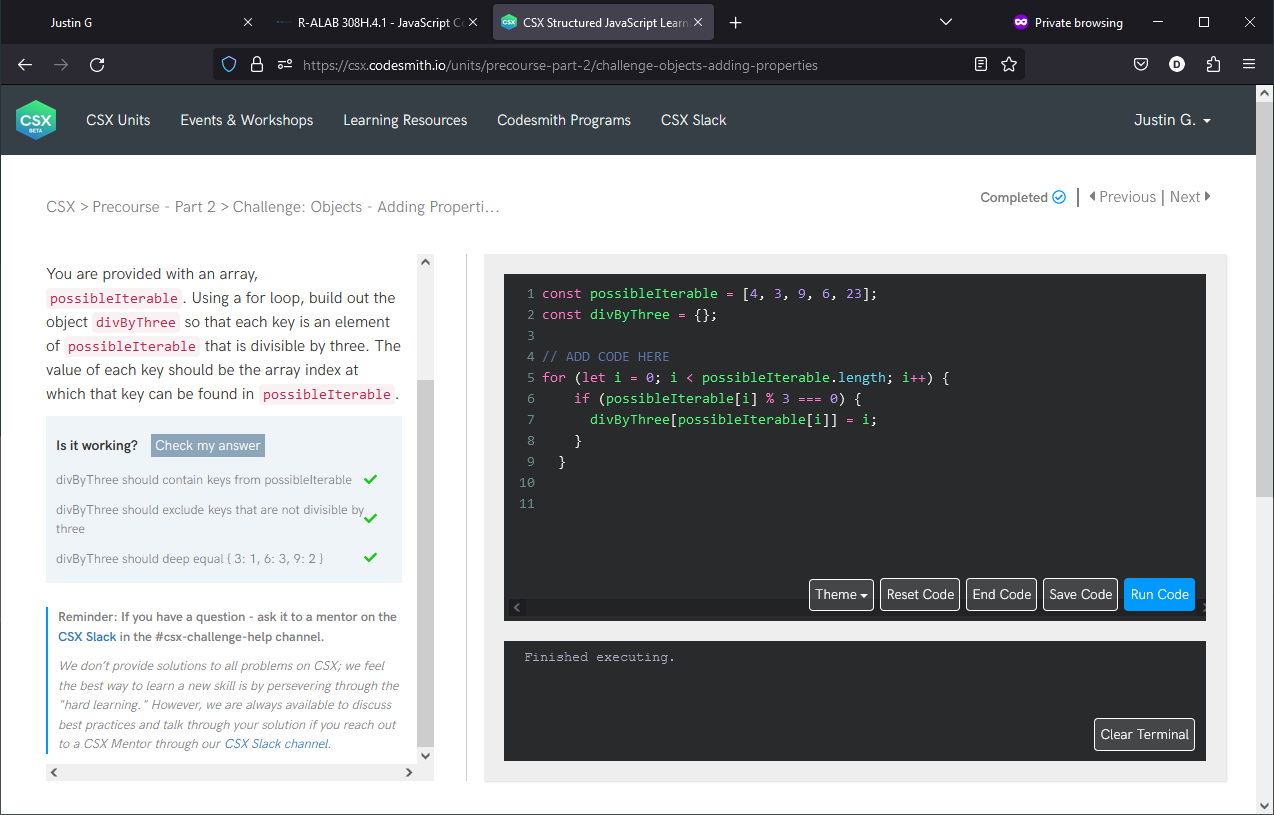 Justin G
R-ALAB 308H.4.1 - JavaScript Co
CSX Structured JavaScript Learn
Private browsing
https://csx.codesmith.io/units/precourse-part-2/challenge-objects-adding-properties
D
CSX
BETA
CSX Units
Events & Workshops
Learning Resources
Codesmith Programs
CSX Slack
Justin G.
CSX > Precourse - Part 2 > Challenge: Objects - Adding Properti...
Completed
Previous | Next
You are provided with an array,
possibleIterable . Using a for loop, build out the
object divByThree so that each key is an element
of possibleIterable that is divisible by three. The
value of each key should be the array index at
which that key can be found in possibleIterable .
Is it working? Check my answer
divByThree should contain keys from possibleIterable
divByThree should exclude keys that are not divisible by
three
divByThree should deep equal { 3: 1, 6: 3, 9: 2 }
Reminder: If you have a question - ask it to a mentor on the
CSX Slack in the #csx-challenge-help channel.
We don't provide solutions to all problems on CSX; we feel
the best way to learn a new skill is by persevering through the
"hard learning." However, we are always available to discuss
best practices and talk through your solution if you reach out
to a CSX Mentor through our CSX Slack channel.
1 const possibleIterable = [4, 3, 9, 6, 23];
2 const divByThree = {};
3
4 // ADD CODE HERE
5 for (let i = 0; i < possibleIterable.length; i++) {
6 if (possibleIterable[i] % 3 === 0) {
7 divByThree[possibleIterable[i]] = i;
8 }
9 }
10
11
Theme
Reset Code
End Code
Save Code
Run Code
Finished executing.
Clear Terminal